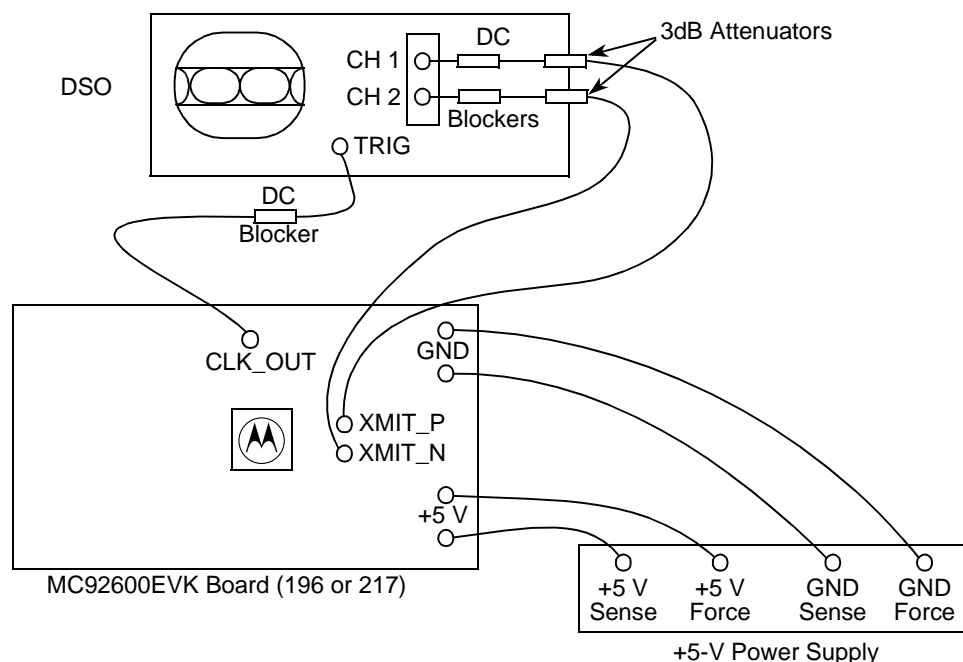 DSO
CH 1
CH 2
DC
Blockers
3dB Attenuators
TRIG
DC
Blocker
CLK_OUT
GND
XMIT_P
XMIT_N
+5 V
MC92600EVK Board (196 or 217)
+5 V
Sense
+5 V
Force
GND
Sense
GND
Force
+5-V Power Supply